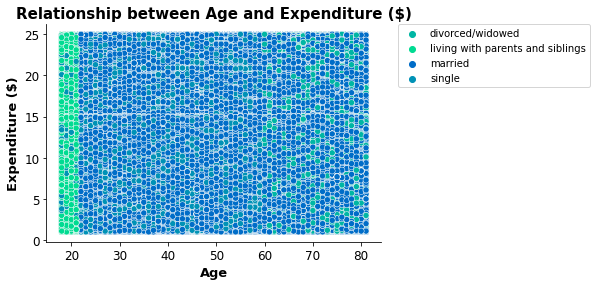 Relationship between Age and Expenditure ($)
divorced/widowed
living with parents and siblings
married
single
Expenditure ($)
25
20
15
10
5
0
20 30 40 50 60 70 80
Age